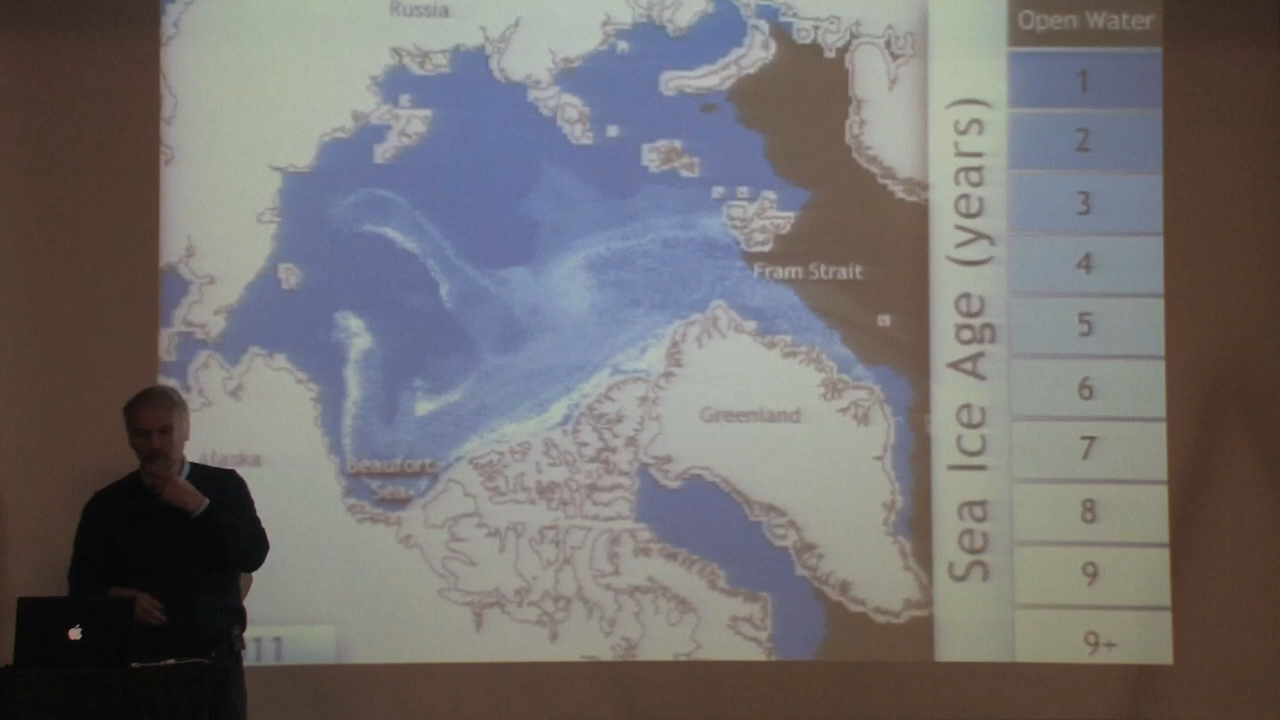 Russia
Open Water
1
2
3
4
5
6
7
8
9
9+
Sea Ice Age (years)
Fram Strait
Greenland
Alaska
Beaufort
Sea
11